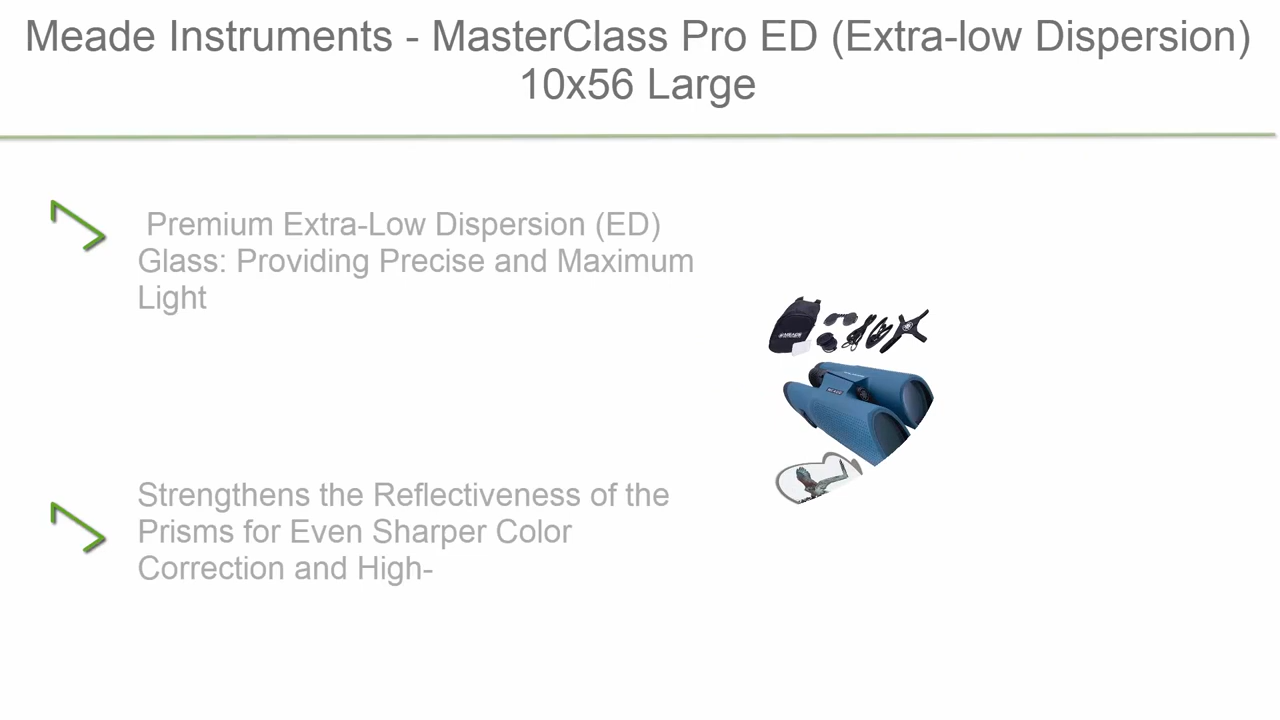 Meade Instruments - MasterClass Pro ED (Extra-low Dispersion)
10x56 Large
Premium Extra-Low Dispersion (ED)
Glass: Providing Precise and Maximum
Light
Strengthens the Reflectiveness of the
Prisms for Even Sharper Color
Correction and High-